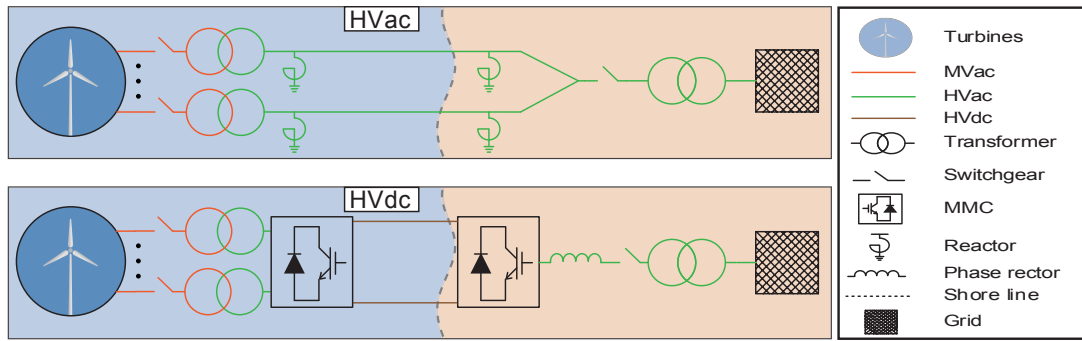 HVac
HVdc
Turbines
MVac
HVac
HVdc
Transformer
Switchgear
MMC
Reactor
Phase rector
Shore line
Grid